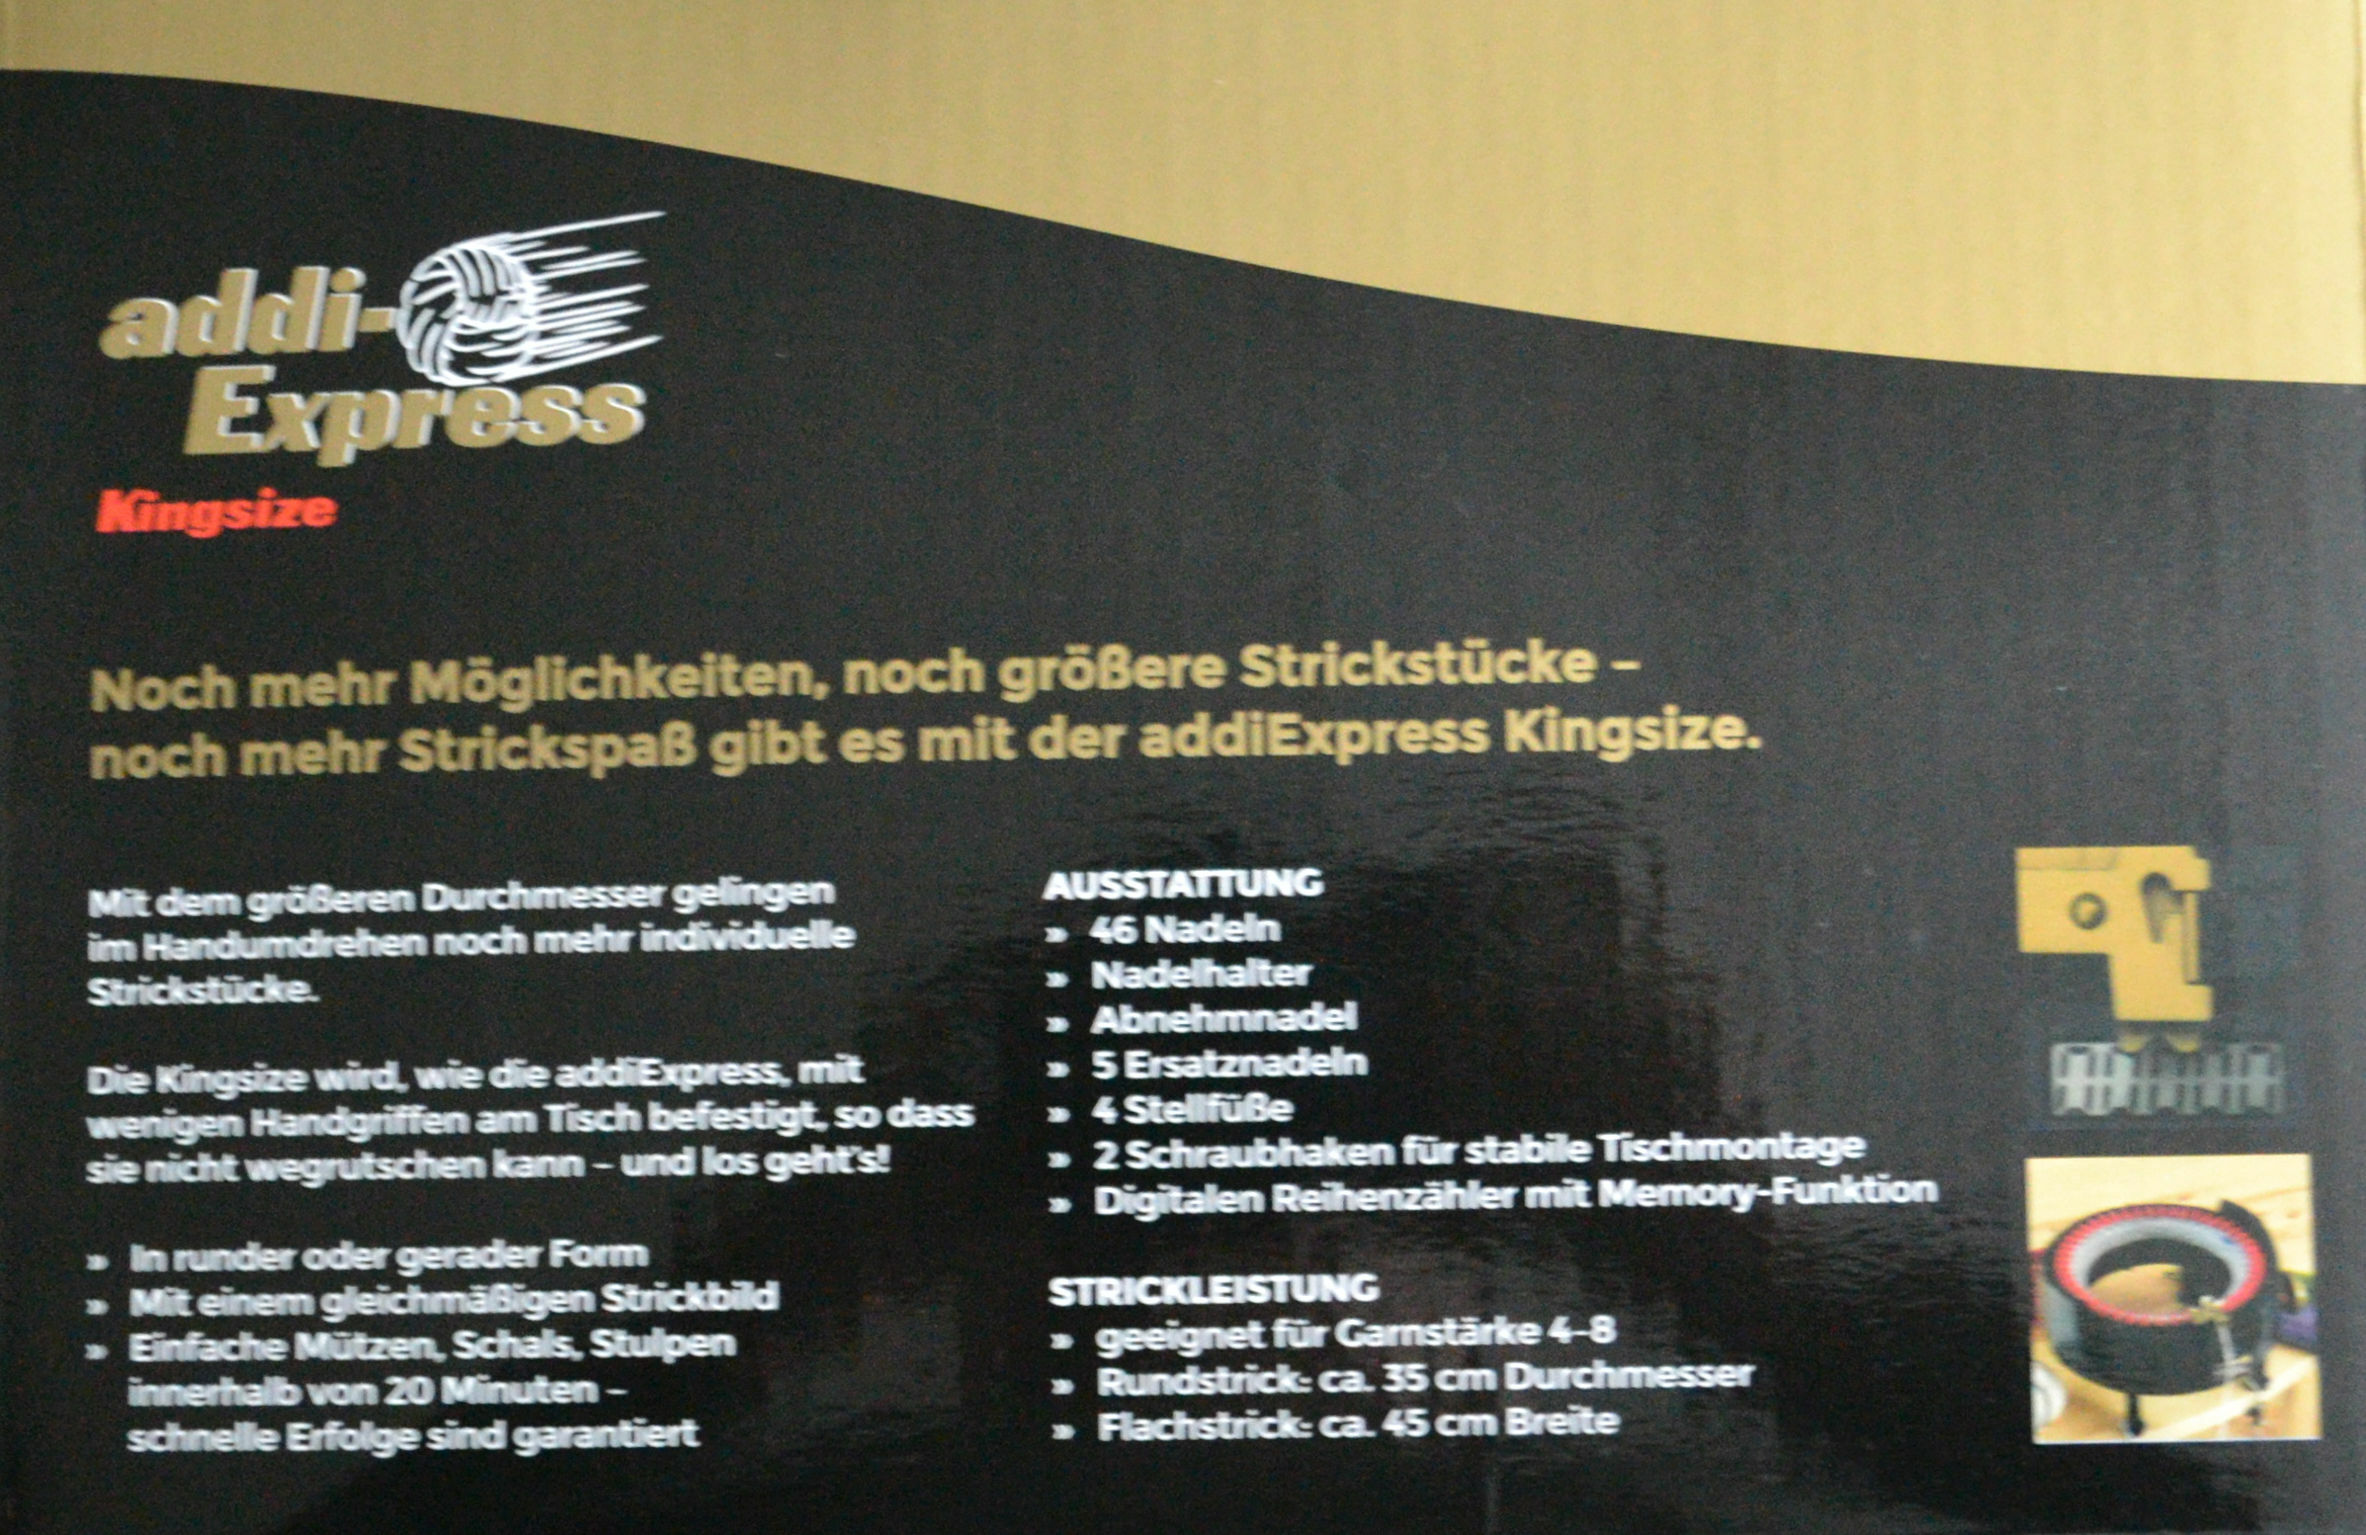 addi-
Express
Kingsize
Noch mehr Möglichkeiten, noch größere Strickstücke –
noch mehr Strickspaß gibt es mit der addiExpress Kingsize.
Mit dem größeren Durchmesser gelingen
im Handumdrehen noch mehr individuelle
Strickstücke.
Die Kingsize wird, wie die addiExpress, mit
wenigen Handgriffen am Tisch befestigt, so dass
sie nicht wegrutschen kann – und los geht's!
» In runder oder gerader Form
» Mit einem gleichmäßigen Strickbild
» Einfache Mützen, Schals, Stulpen
innerhalb von 20 Minuten –
schnelle Erfolge sind garantiert
AUSSTATTUNG
» 46 Nadeln
» Nadelhalter
» Abnehmnadel
» 5 Ersatznadeln
» 4 Stellfüße
» 2 Schraubhaken für stabile Tischmontage
» Digitalen Reihenzähler mit Memory-Funktion
STRICKLEISTUNG
» geeignet für Garnstärke 4-8
» Rundstrick: ca. 35 cm Durchmesser
» Flachstrick: ca. 45 cm Breite